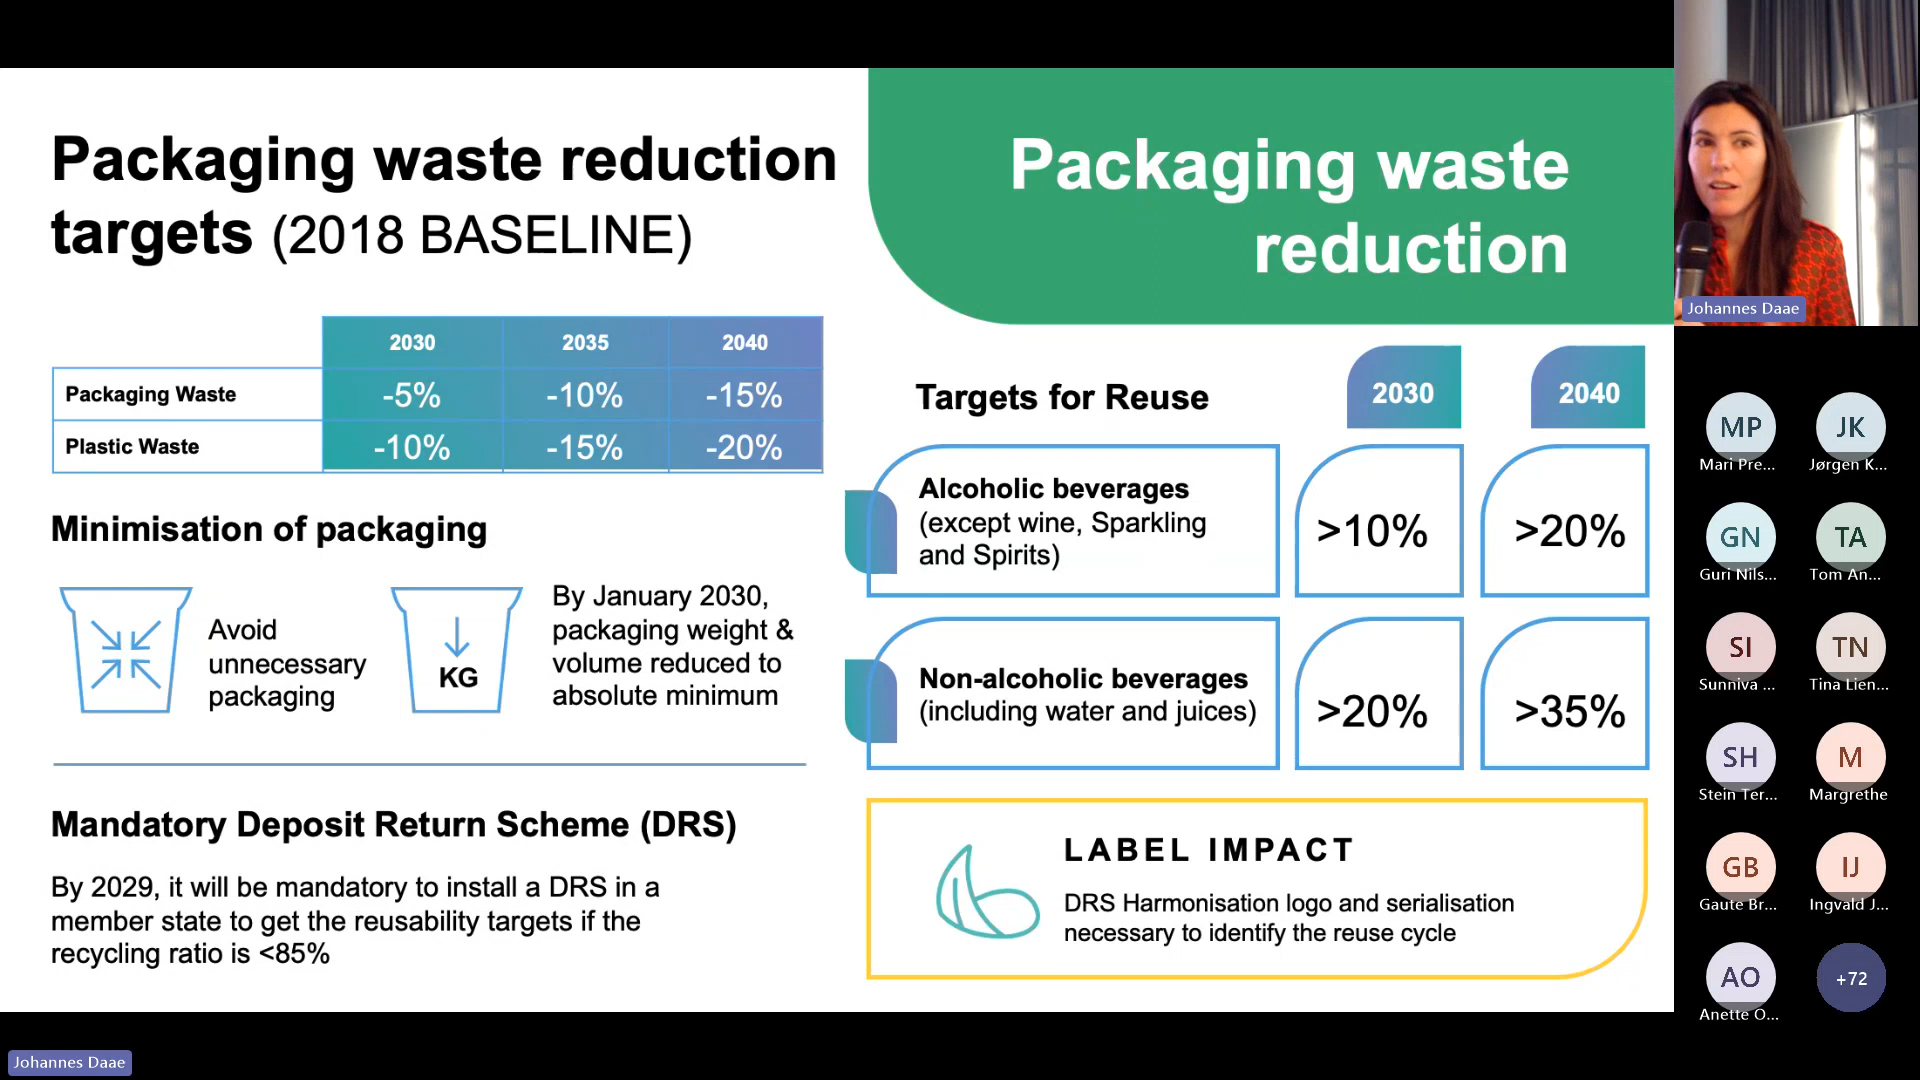 Packaging waste reduction
targets (2018 BASELINE)
2030 2035 2040
Packaging Waste -5% -10% -15%
Plastic Waste -10% -15% -20%
Minimisation of packaging
Avoid
unnecessary
packaging
KG
By January 2030,
packaging weight &
volume reduced to
absolute minimum
Mandatory Deposit Return Scheme (DRS)
By 2029, it will be mandatory to install a DRS in a
member state to get the reusability targets if the
recycling ratio is <85%
Packaging waste
reduction
Targets for Reuse 2030 2040
Alcoholic beverages
(except wine, Sparkling
and Spirits)
>10% >20%
Non-alcoholic beverages
(including water and juices)
>20% >35%
LABEL IMPACT
DRS Harmonisation logo and serialisation
necessary to identify the reuse cycle
Johannes Daae
MP JK
Mari Pre... Jørgen K...
GN TA
Guri Nils... Tom An...
SI TN
Sunniva ... Tina Lien...
SH M
Stein Ter... Margrethe
GB IJ
Gaute Br... Ingvald J...
AO +72
Anette O...
Johannes Daae